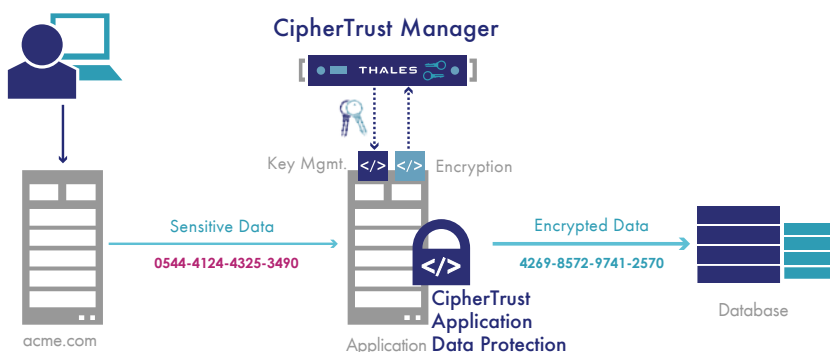 CipherTrust Manager
THALES
Key Mgmt.
</>
</>
Encryption
Sensitive Data
0544-4124-4325-3490
Encrypted Data
4269-8572-9741-2570
</>
CipherTrust
Application
Data Protection
Database
acme.com
Application